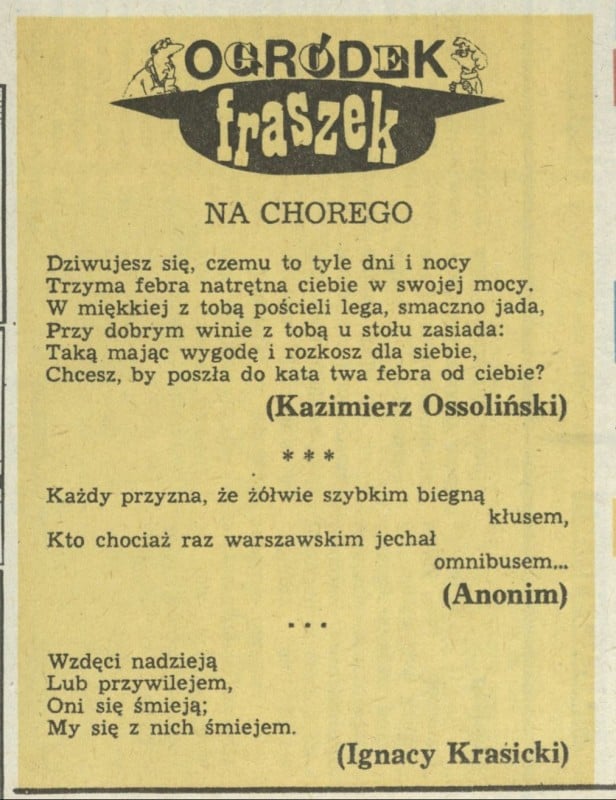 OGRÓDEK
fraszek
NA CHOREGO
Dziwujesz się, czemu to tyle dni i nocy
Trzyma febra natrętna ciebie w swojej mocy.
W miękkiej z tobą pościeli lega, smaczno jada,
Przy dobrym winie z tobą u stołu zasiada:
Taką mając wygodę i rozkosz dla siebie,
Chcesz, by poszła do kata twa febra od ciebie?
(Kazimierz Ossoliński)
* * *
Każdy przyzna, że żółwie szybkim biegną
kłusem,
Kto chociaż raz warszawskim jechał
omnibusem...
(Anonim)
...
Wzdęci nadzieją
Lub przywilejem,
Oni się śmieją;
My się z nich śmiejem.
(Ignacy Krasicki)